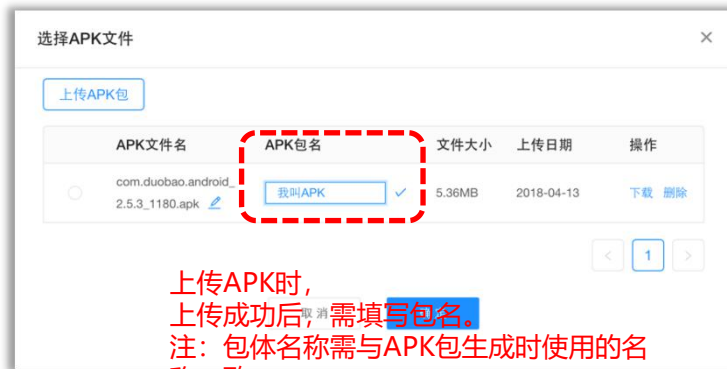 选择APK文件
上传APK包
APK文件名 APK包名 文件大小 上传日期 操作
com.duobao.android_
2.5.3_1180.apk 我叫APK 5.36MB 2018-04-13 下载 删除
1
上传APK时，
取消
上传成功后，需填写包名。
注：包体名称需与APK包生成时使用的名